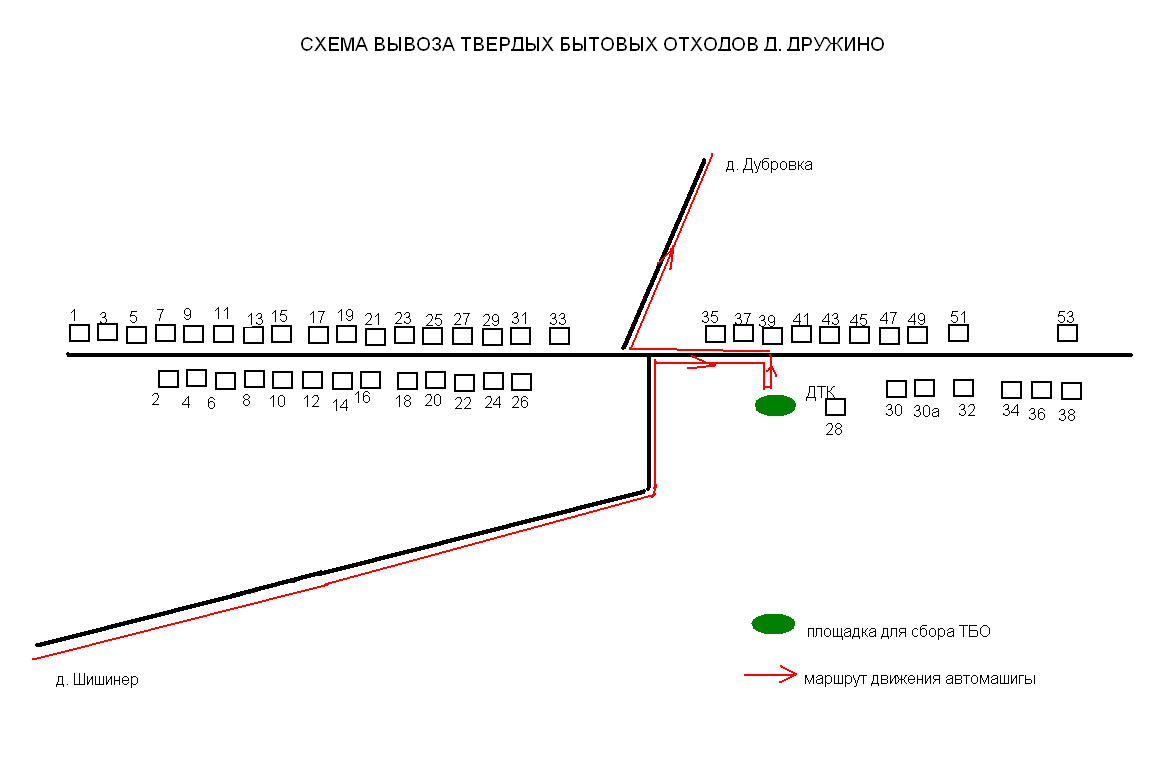 СХЕМА ВЫВОЗА ТВЕРДЫХ БЫТОВЫХ ОТХОДОВ Д. ДРУЖИНО
д. Дубровка
1 3 5 7 9 11 13 15 17 19 21 23 25 27 29 31 33 35 37 39 41 43 45 47 49 51 53
ДТК
2 4 6 8 10 12 14 16 18 20 22 24 26 28 30 30а 32 34 36 38
площадка для сбора ТБО
д. Шишинер
маршрут движения автомашигы